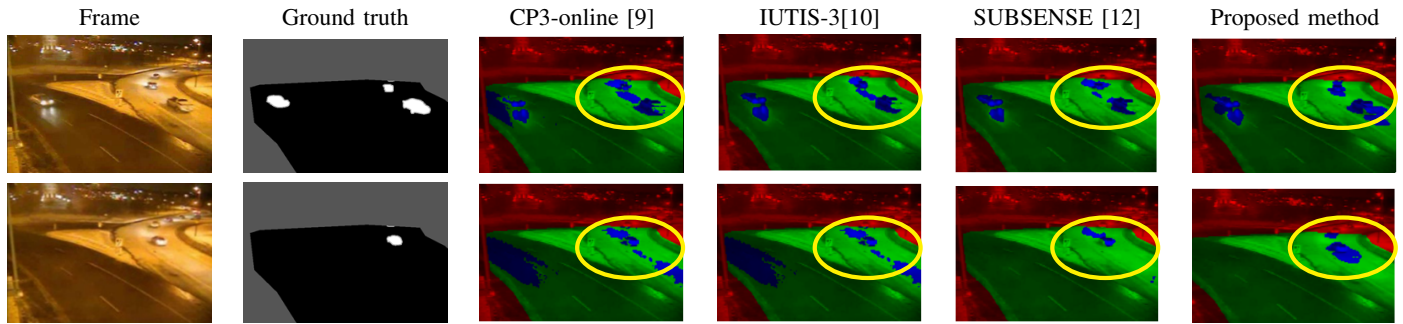 Frame Ground truth CP3-online [9] IUTIS-3[10] SUBSENSE [12] Proposed method